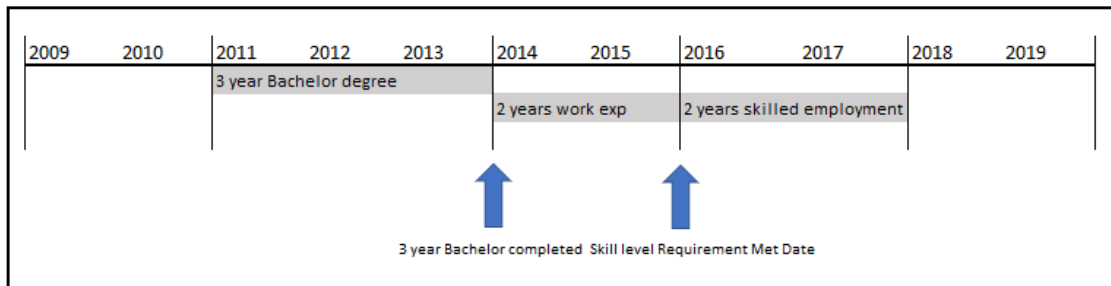 2009 2010 2011 2012 2013 2014 2015 2016 2017 2018 2019
3 year Bachelor degree
2 years work exp 2 years skilled employment
3 year Bachelor completed Skill level Requirement Met Date